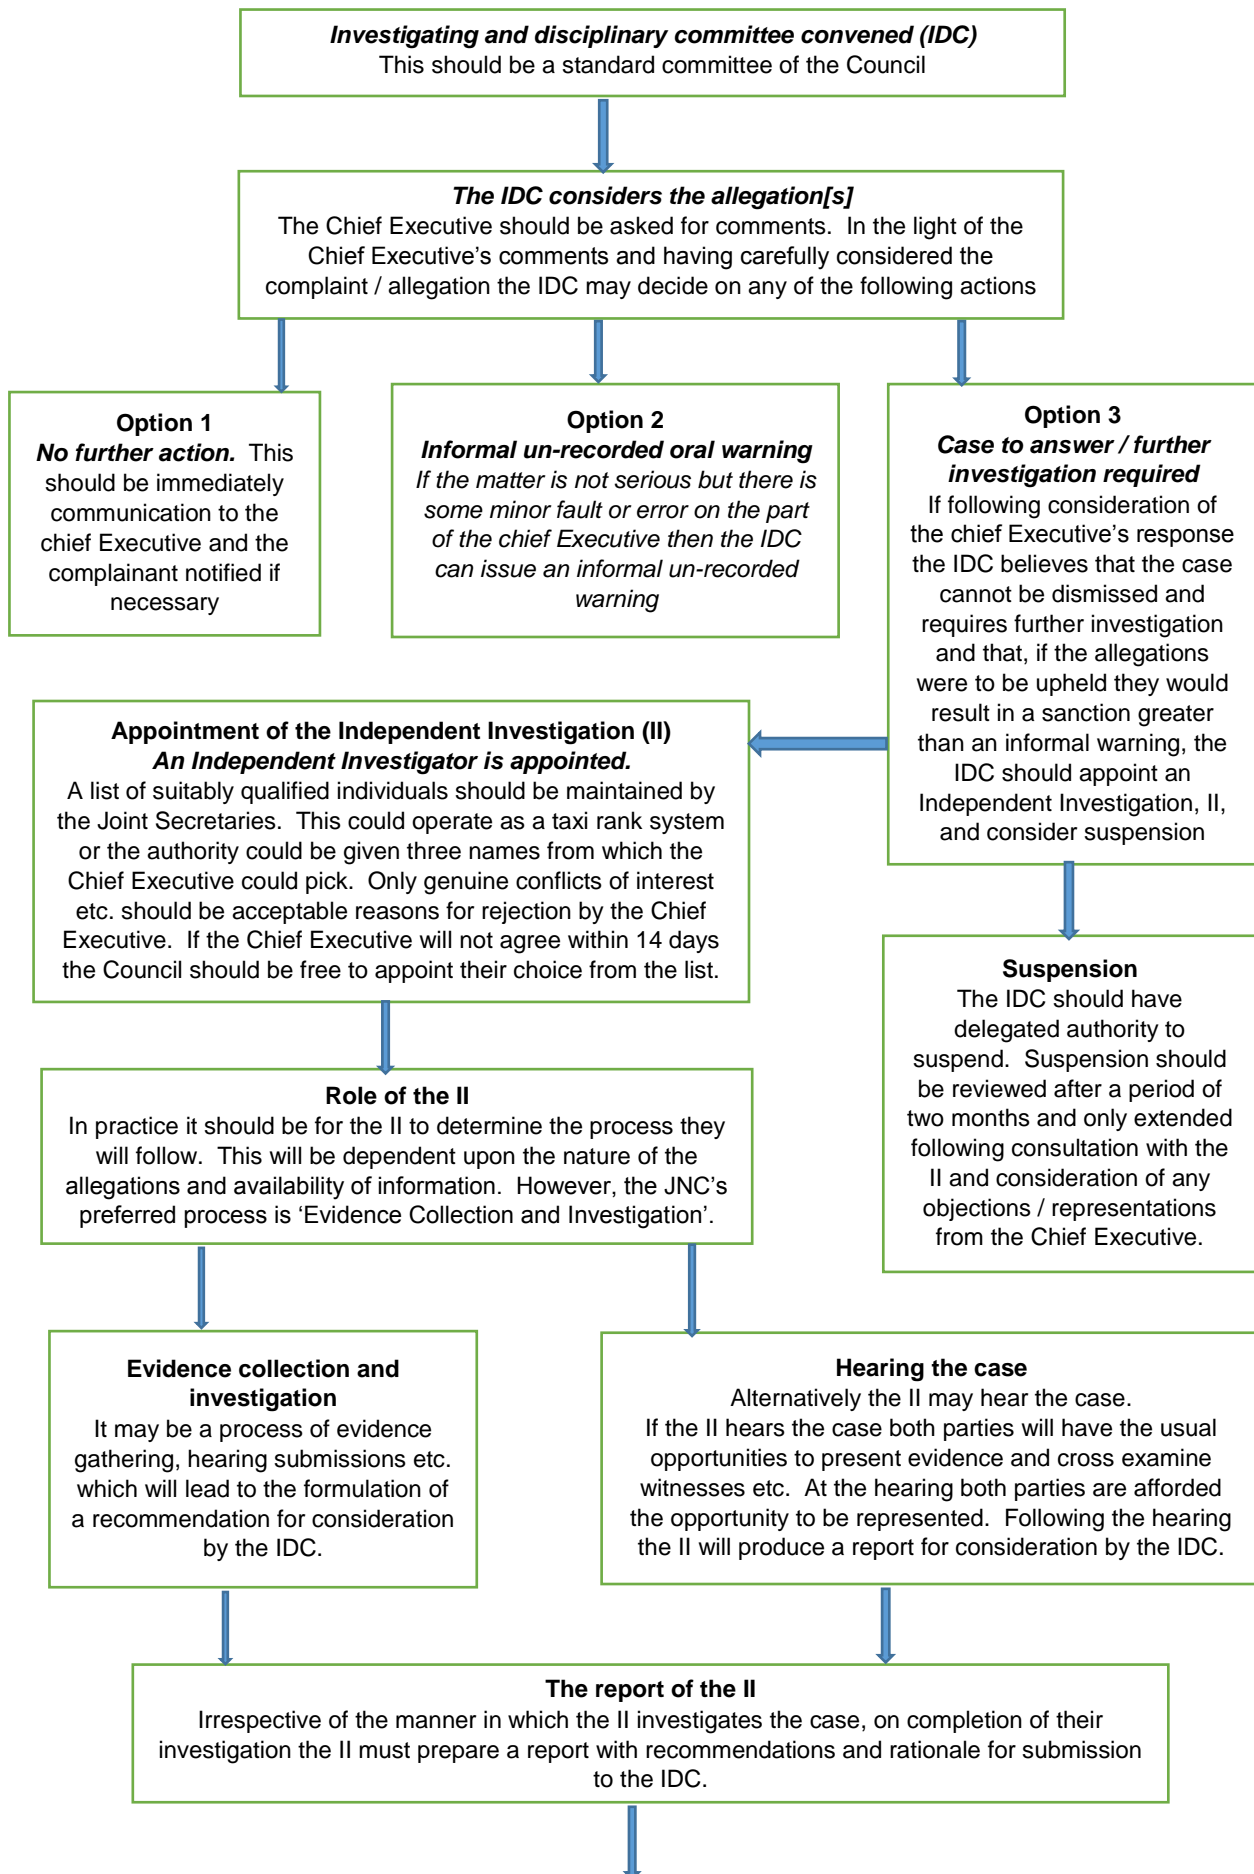 Investigating and disciplinary committee convened (IDC)
This should be a standard committee of the Council
The IDC considers the allegation[s]
The Chief Executive should be asked for comments. In the light of the
Chief Executive's comments and having carefully considered the
complaint / allegation the IDC may decide on any of the following actions
Option 1
No further action. This
should be immediately
communication to the
chief Executive and the
complainant notified if
necessary
Option 2
Informal un-recorded oral warning
If the matter is not serious but there is
some minor fault or error on the part
of the chief Executive then the IDC
can issue an informal un-recorded
warning
Option 3
Case to answer / further
investigation required
If following consideration of
the chief Executive's response
the IDC believes that the case
cannot be dismissed and
requires further investigation
and that, if the allegations
were to be upheld they would
result in a sanction greater
than an informal warning, the
IDC should appoint an
Independent Investigation, II,
and consider suspension
Appointment of the Independent Investigation (II)
An Independent Investigator is appointed.
A list of suitably qualified individuals should be maintained by
the Joint Secretaries. This could operate as a taxi rank system
or the authority could be given three names from which the
Chief Executive could pick. Only genuine conflicts of interest
etc. should be acceptable reasons for rejection by the Chief
Executive. If the Chief Executive will not agree within 14 days
the Council should be free to appoint their choice from the list.
Suspension
The IDC should have
delegated authority to
suspend. Suspension should
be reviewed after a period of
two months and only extended
following consultation with the
II and consideration of any
objections / representations
from the Chief Executive.
Role of the II
In practice it should be for the II to determine the process they
will follow. This will be dependent upon the nature of the
allegations and availability of information. However, the JNC's
preferred process is ‘Evidence Collection and Investigation’.
Evidence collection and
investigation
It may be a process of evidence
gathering, hearing submissions etc.
which will lead to the formulation of
a recommendation for consideration
by the IDC.
Hearing the case
Alternatively the II may hear the case.
If the II hears the case both parties will have the usual
opportunities to present evidence and cross examine
witnesses etc. At the hearing both parties are afforded
the opportunity to be represented. Following the hearing
the II will produce a report for consideration by the IDC.
The report of the II
Irrespective of the manner in which the II investigates the case, on completion of their
investigation the II must prepare a report with recommendations and rationale for submission
to the IDC.